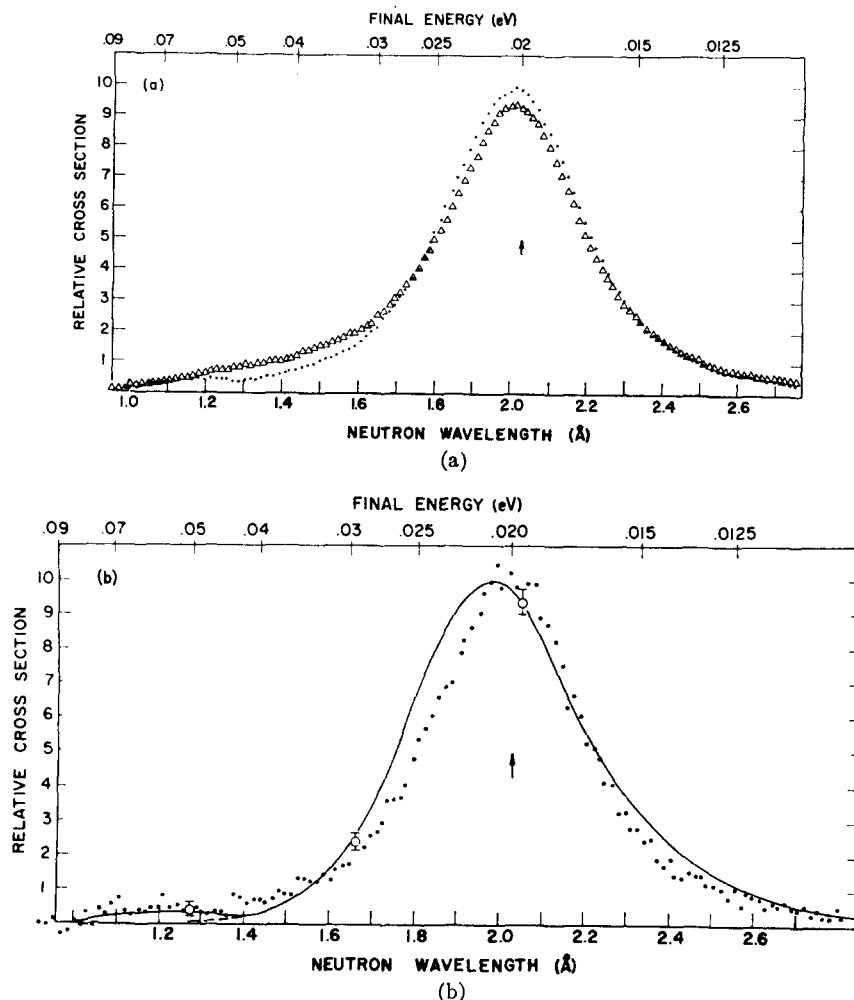 FINAL ENERGY (eV)
.09 .07 .05 .04 .03 .025 .02 .015 .0125
(a)
10
9
8
7
6
5
4
3
2
1
RELATIVE CROSS SECTION
1.0 1.2 1.4 1.6 1.8 2.0 2.2 2.4 2.6
NEUTRON WAVELENGTH (Å)
(a)
FINAL ENERGY (eV)
.09 .07 .05 .04 .03 .025 .020 .015 .0125
(b)
10
9
8
7
6
5
4
3
2
1
RELATIVE CROSS SECTION
1.2 1.4 1.6 1.8 2.0 2.2 2.4 2.6
NEUTRON WAVELENGTH (Å)
(b)